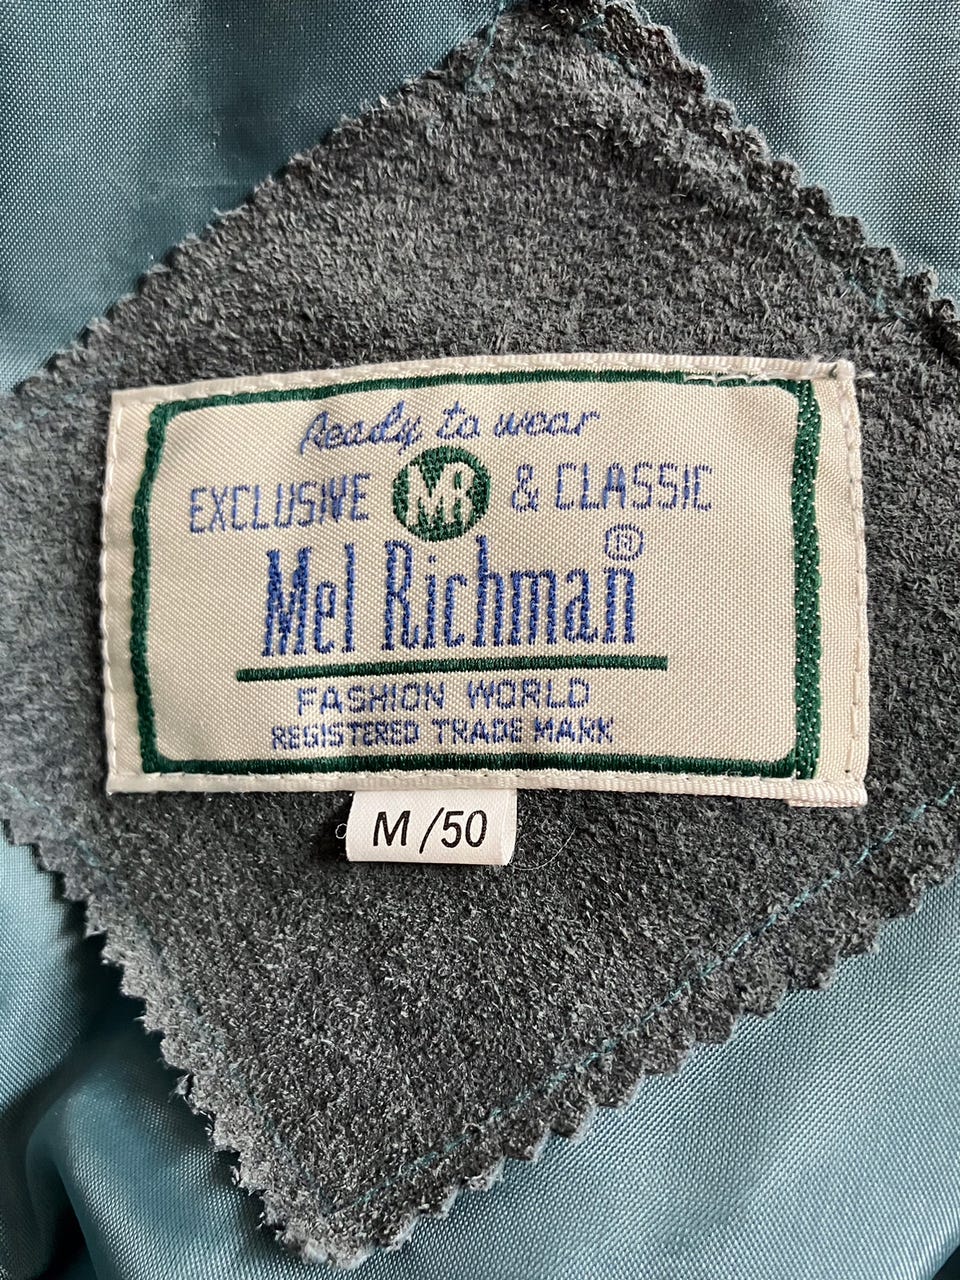 Ready to wear
EXCLUSIVE MR & CLASSIC
Mel Richman ®
FASHION WORLD
REGISTERED TRADE MARK
M/50